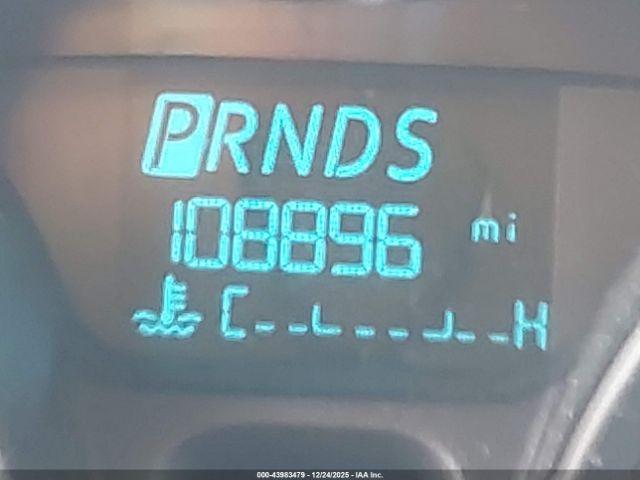 PRNDS
108896 mi
C H
000-43983479 - 12/24/2025 - IAA Inc.